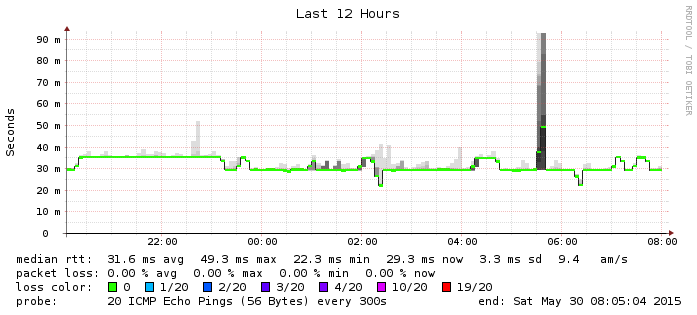 Last 12 Hours
RRDTOOL / TOBI OETIKER
Seconds
90 m
80 m
70 m
60 m
50 m
40 m
30 m
20 m
10 m
0
22:00 00:00 02:00 04:00 06:00 08:00
median rtt: 31.6 ms avg 49.3 ms max 22.3 ms min 29.3 ms now 3.3 ms sd 9.4 am/s
packet loss: 0.00 % avg 0.00 % max 0.00 % min 0.00 % now
loss color: 0 1/20 2/20 3/20 4/20 10/20 19/20
probe: 20 ICMP Echo Pings (56 Bytes) every 300s end: Sat May 30 08:05:04 2015